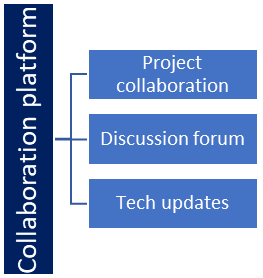 Collaboration platform
Project
collaboration
Discussion forum
Tech updates